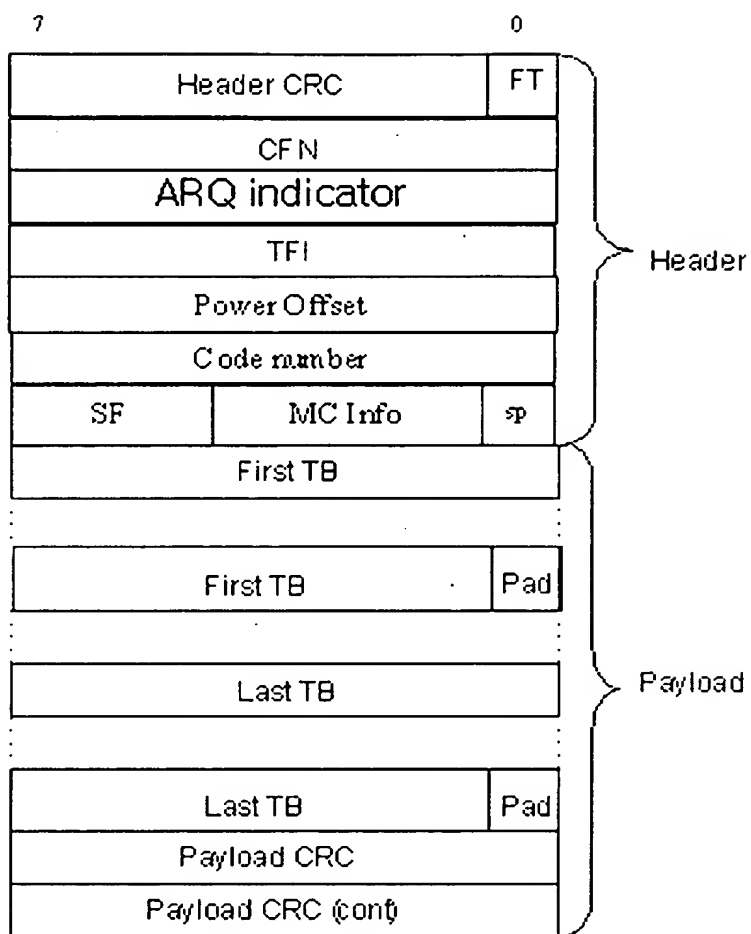 7 0
Header CRC FT
CFN
ARQ indicator
TFI
Header
Power Offset
Code number
SF MC Info sp
First TB
First TB Pad
Last TB
Payload
Last TB Pad
Payload CRC
Payload CRC (cont)